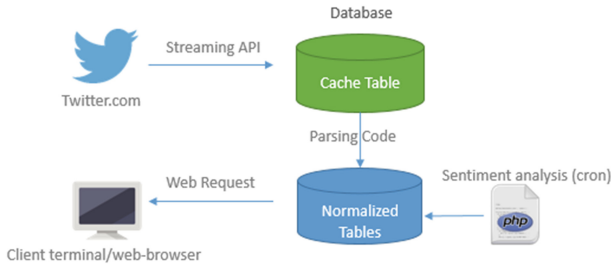 Database
Streaming API
Cache Table
Twitter.com
Parsing Code
Sentiment analysis (cron)
Web Request
php
Normalized
Tables
Client terminal/web-browser